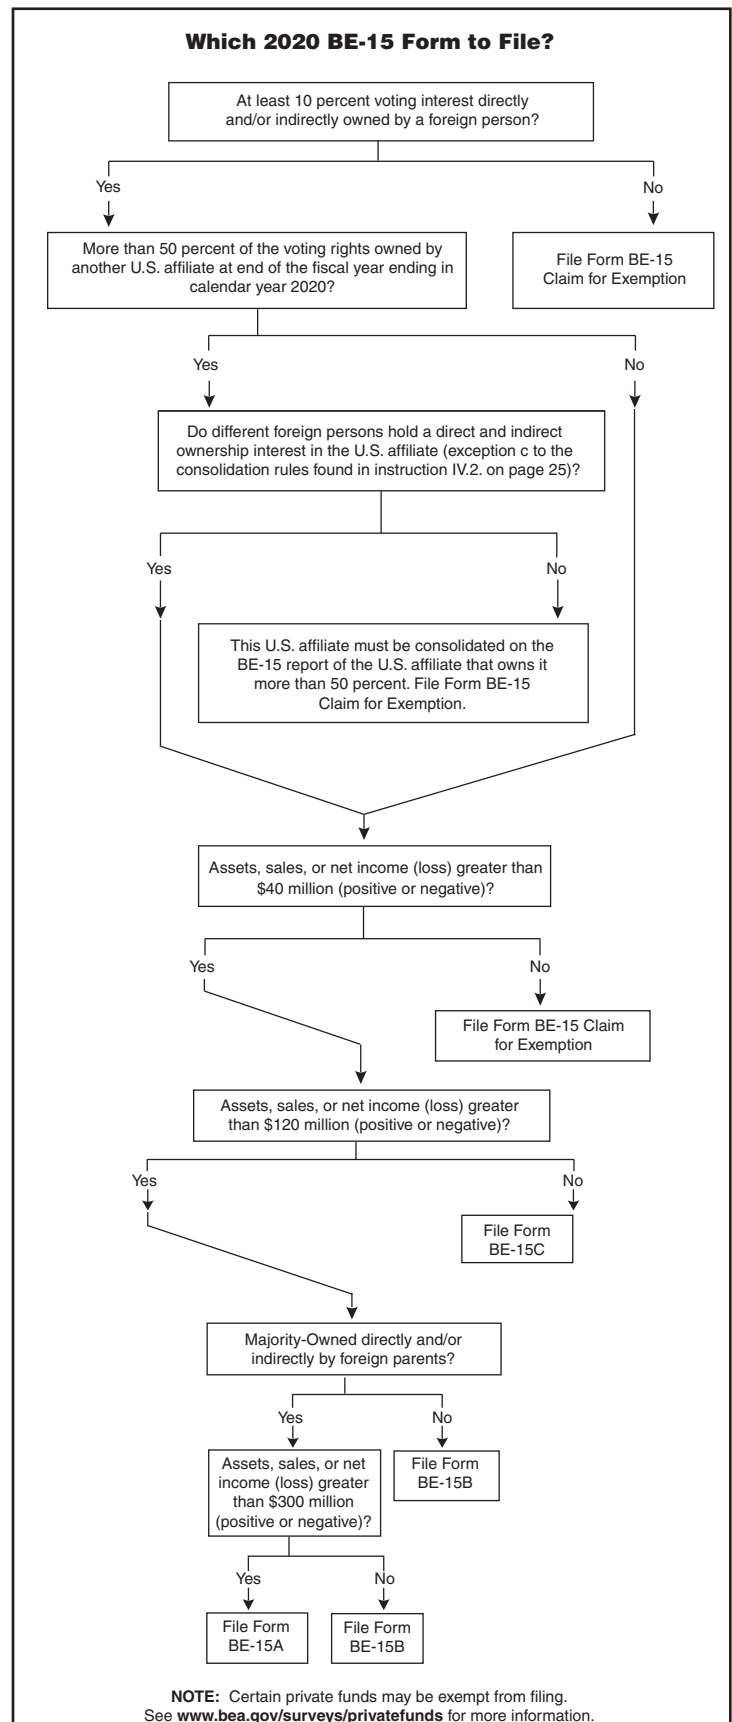 Which 2020 BE-15 Form to File?
At least 10 percent voting interest directly
and/or indirectly owned by a foreign person?
Yes
No
More than 50 percent of the voting rights owned by
another U.S. affiliate at end of the fiscal year ending in
calendar year 2020?
File Form BE-15
Claim for Exemption
Yes
No
Do different foreign persons hold a direct and indirect
ownership interest in the U.S. affiliate (exception c to the
consolidation rules found in instruction IV.2. on page 25)?
Yes
No
This U.S. affiliate must be consolidated on the
BE-15 report of the U.S. affiliate that owns it
more than 50 percent. File Form BE-15
Claim for Exemption.
Assets, sales, or net income (loss) greater than
$40 million (positive or negative)?
Yes
No
File Form BE-15 Claim
for Exemption
Assets, sales, or net income (loss) greater
than $120 million (positive or negative)?
Yes
No
File Form
BE-15C
Majority-Owned directly and/or
indirectly by foreign parents?
Yes
No
Assets, sales, or net
income (loss) greater
than $300 million
(positive or negative)?
File Form
BE-15B
Yes
No
File Form
BE-15A
File Form
BE-15B
NOTE: Certain private funds may be exempt from filing.
See www.bea.gov/surveys/privatefunds for more information.